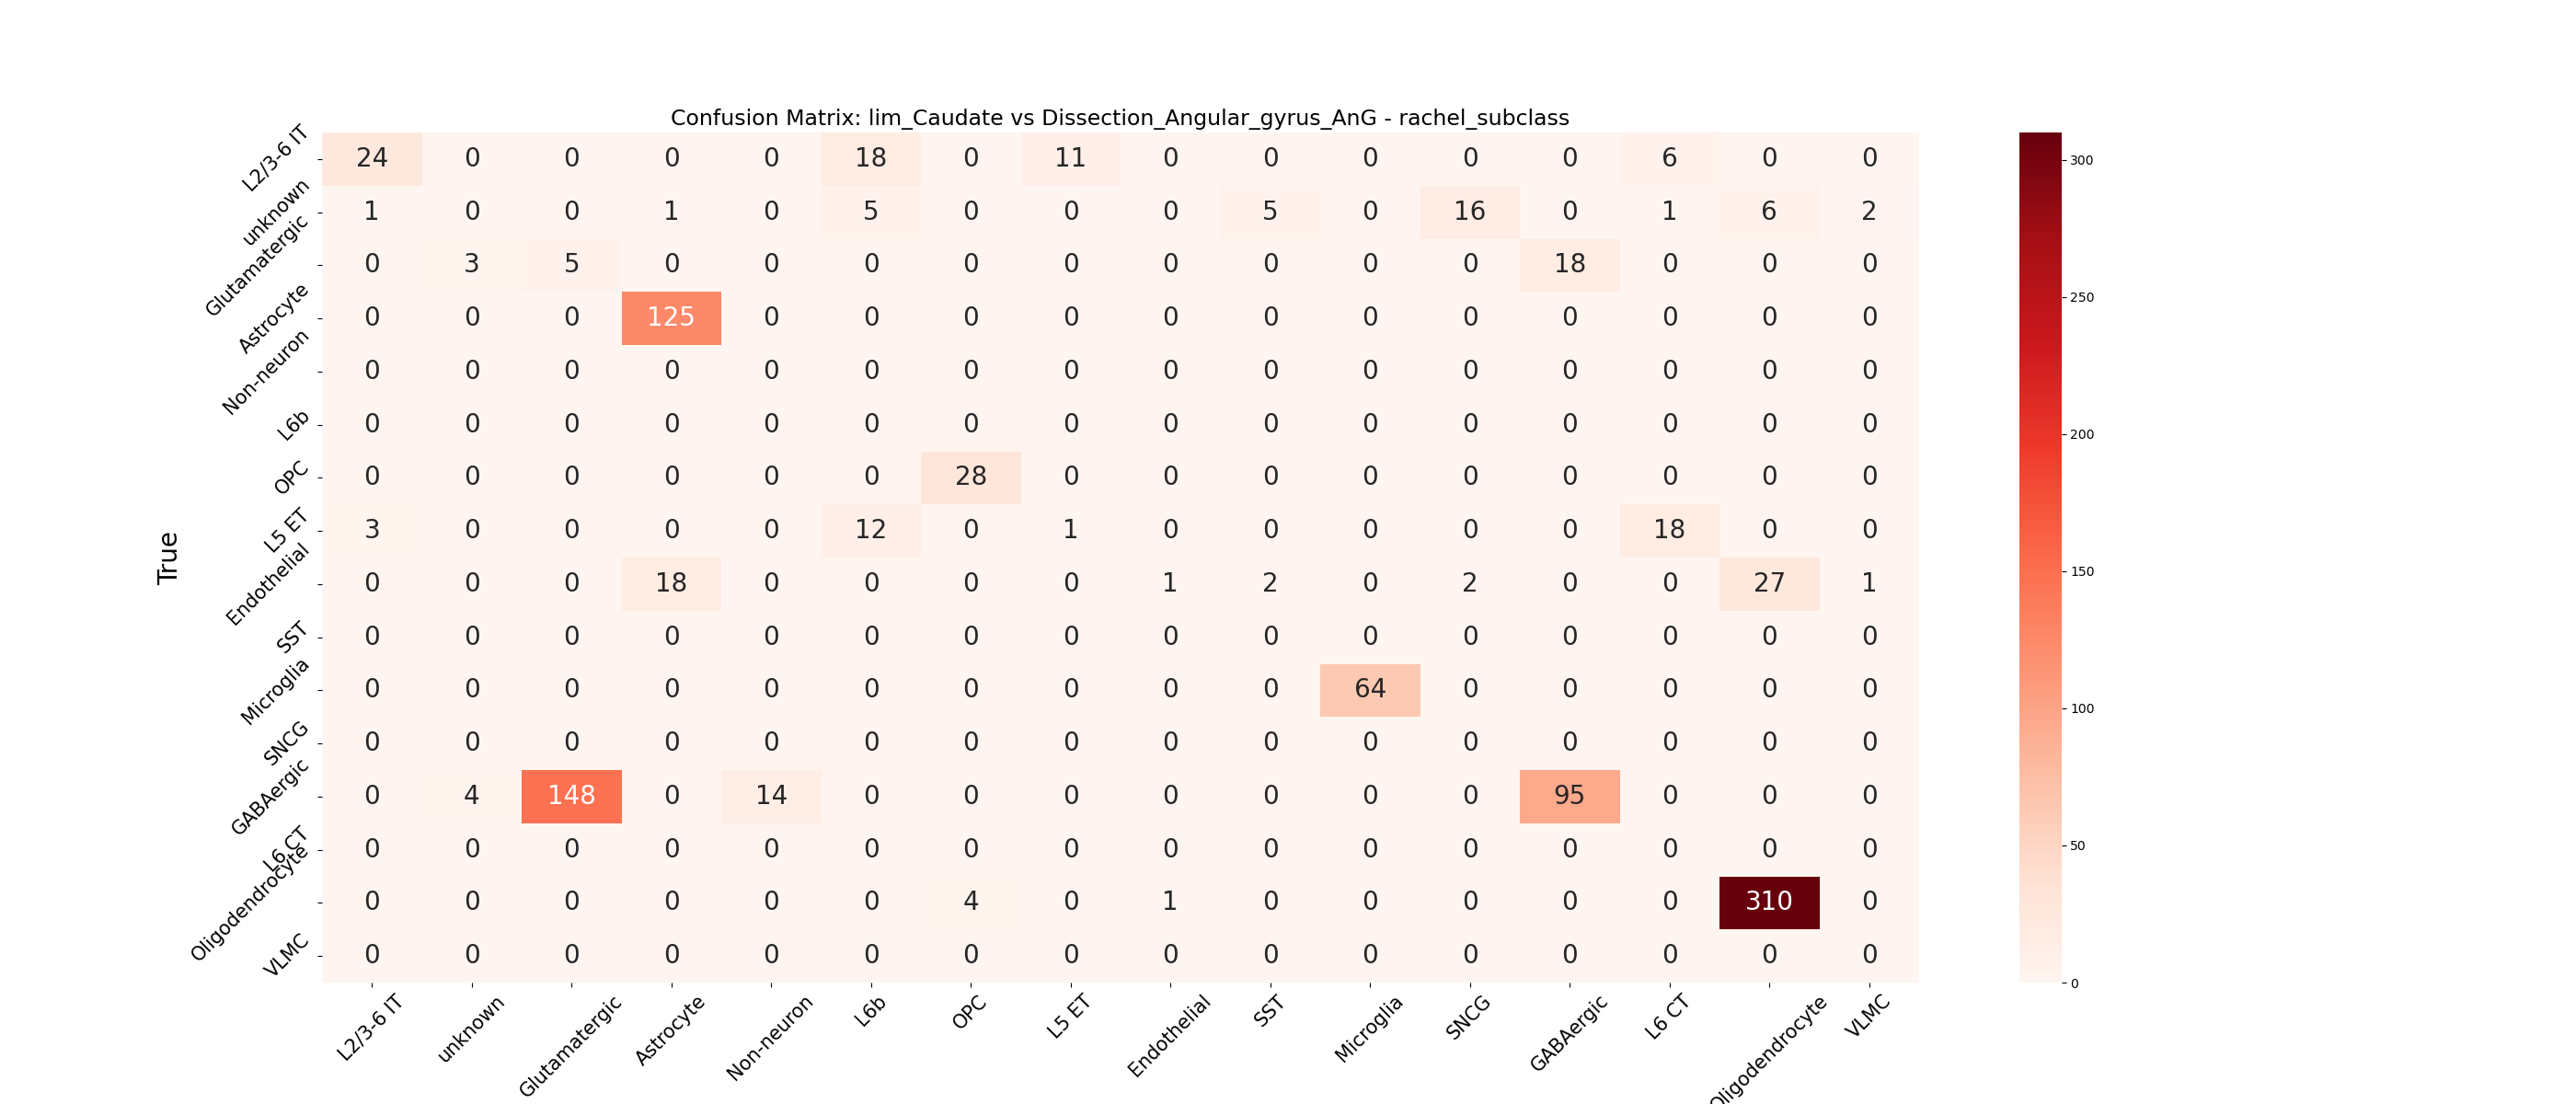 Confusion Matrix: lim_Caudate vs Dissection_Angular_gyrus_AnG - rachel_subclass
True
L2/3-6 IT 24 0 0 0 0 18 0 11 0 0 0 0 0 6 0 0
unknown 1 0 0 1 0 5 0 0 0 5 0 16 0 1 6 2
Glutamatergic 0 3 5 0 0 0 0 0 0 0 0 0 18 0 0 0
Astrocyte 0 0 0 125 0 0 0 0 0 0 0 0 0 0 0 0
Non-neuron 0 0 0 0 0 0 0 0 0 0 0 0 0 0 0 0
L6b 0 0 0 0 0 0 0 0 0 0 0 0 0 0 0 0
OPC 0 0 0 0 0 0 28 0 0 0 0 0 0 0 0 0
L5 ET 3 0 0 0 0 12 0 1 0 0 0 0 0 18 0 0
Endothelial 0 0 0 18 0 0 0 0 1 2 0 2 0 0 27 1
SST 0 0 0 0 0 0 0 0 0 0 0 0 0 0 0 0
Microglia 0 0 0 0 0 0 0 0 0 0 64 0 0 0 0 0
SNCG 0 0 0 0 0 0 0 0 0 0 0 0 0 0 0 0
GABAergic 0 4 148 0 14 0 0 0 0 0 0 0 95 0 0 0
L6 CT 0 0 0 0 0 0 0 0 0 0 0 0 0 0 0 0
Oligodendrocyte 0 0 0 0 0 0 4 0 1 0 0 0 0 0 310 0
VLMC 0 0 0 0 0 0 0 0 0 0 0 0 0 0 0 0
L2/3-6 IT unknown Glutamatergic Astrocyte Non-neuron L6b OPC L5 ET Endothelial SST Microglia SNCG GABAergic L6 CT Oligodendrocyte VLMC
300
250
200
150
100
50
0